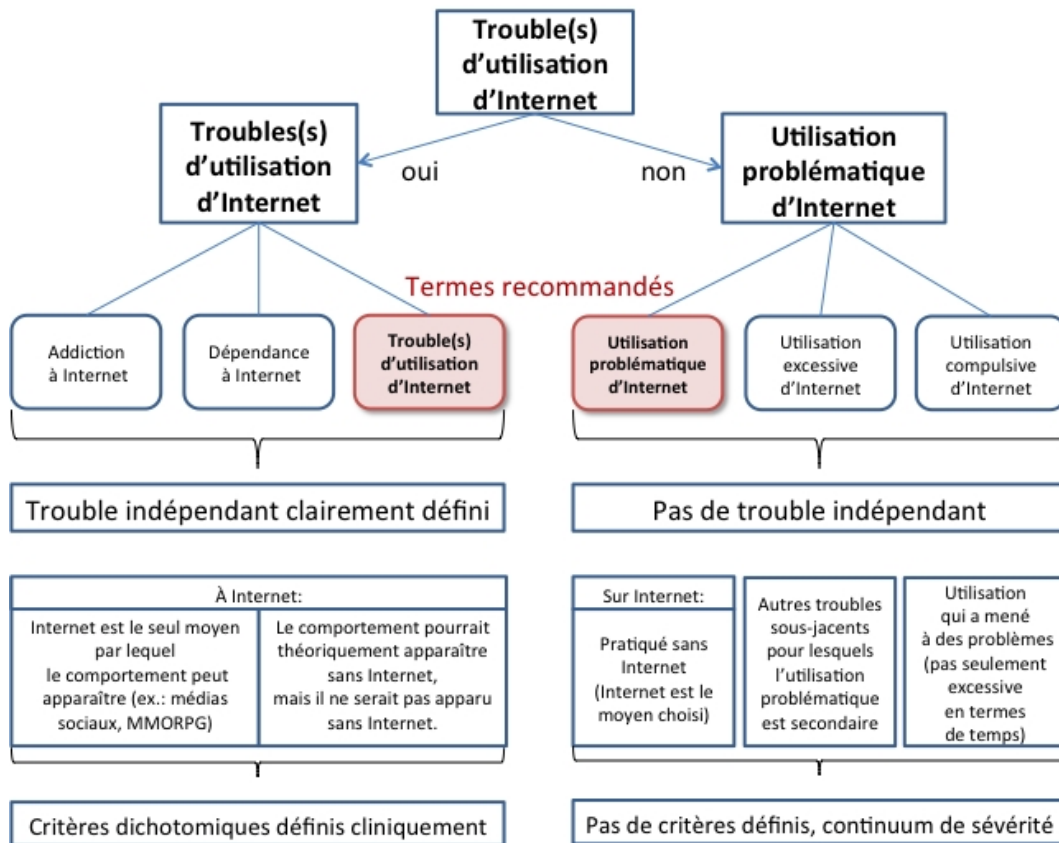 Trouble(s)
d'utilisation
d'Internet
Troubles(s)
d'utilisation
d'Internet
oui
non
Utilisation
problématique
d'Internet
Termes recommandés
Addiction
à Internet
Dépendance
à Internet
Trouble(s)
d'utilisation
d'Internet
Utilisation
problématique
d'Internet
Utilisation
excessive
d'Internet
Utilisation
compulsive
d'Internet
Trouble indépendant clairement défini
Pas de trouble indépendant
À Internet:
Internet est le seul moyen
par lequel
le comportement peut
apparaître (ex.: médias
sociaux, MMORPG)
Le comportement pourrait
théoriquement apparaître
sans Internet,
mais il ne serait pas apparu
sans Internet.
Sur Internet:
Pratiqué sans
Internet
(Internet est le
moyen choisi)
Autres troubles
sous-jacents
pour lesquels
l'utilisation
problématique
est secondaire
Utilisation
qui a mené
à des problèmes
(pas seulement
excessive
en termes
de temps)
Critères dichotomiques définis cliniquement
Pas de critères définis, continuum de sévérité